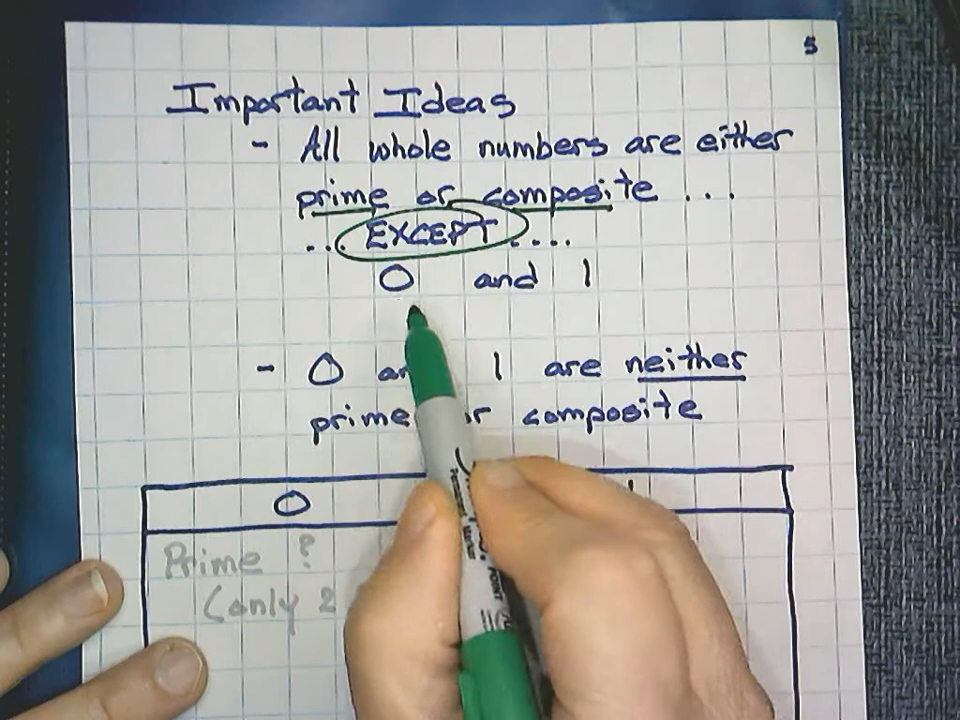 5
Important Ideas
- All whole numbers are either
prime or composite ...
... EXCEPT ....
0 and 1
- 0 1 are neither
prime composite
0
Prime ?
(only 2